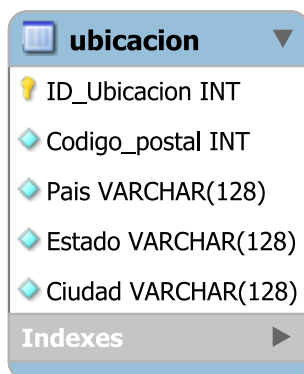 ubicacion
ID_Ubicacion INT
Codigo_postal INT
Pais VARCHAR(128)
Estado VARCHAR(128)
Ciudad VARCHAR(128)
Indexes